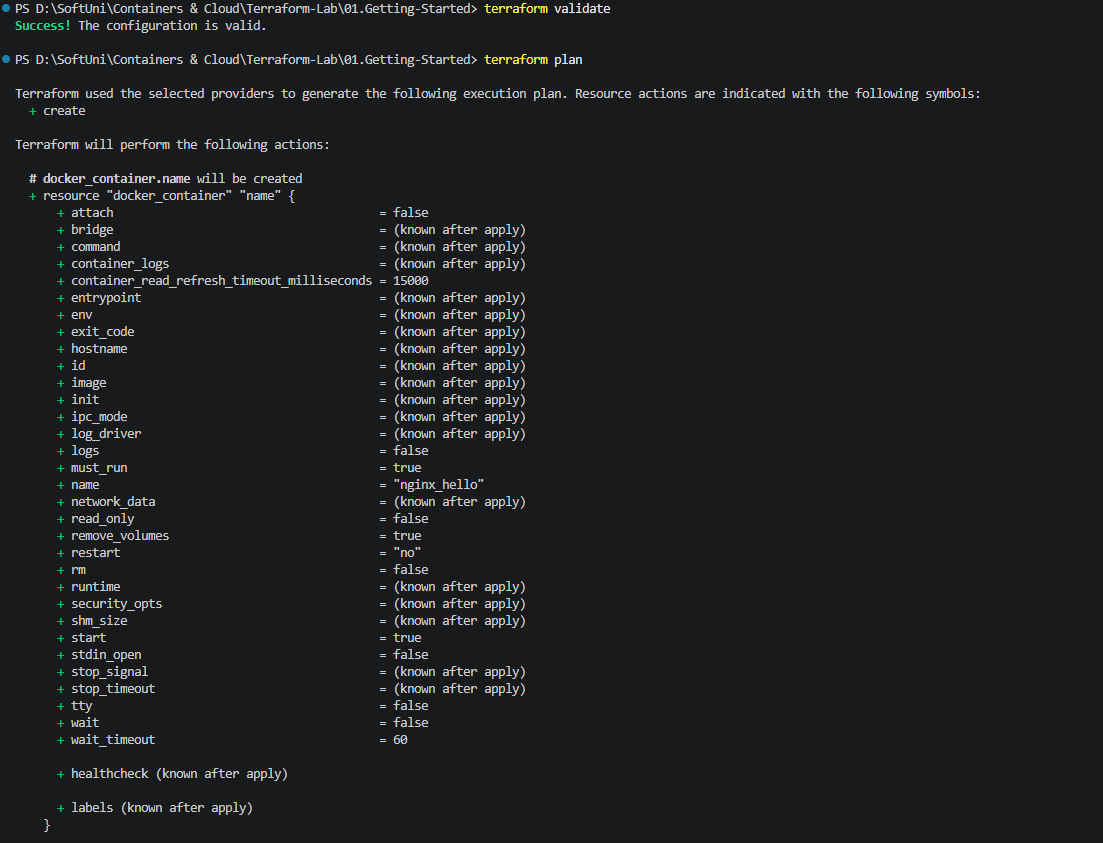 PS D:\SoftUni\Containers & Cloud\Terraform-Lab\01.Getting-Started> terraform validate
Success! The configuration is valid.
PS D:\SoftUni\Containers & Cloud\Terraform-Lab\01.Getting-Started> terraform plan
Terraform used the selected providers to generate the following execution plan. Resource actions are indicated with the following symbols:
  + create
Terraform will perform the following actions:
  # docker_container.name will be created
  + resource "docker_container" "name" {
      + attach                                      = false
      + bridge                                      = (known after apply)
      + command                                     = (known after apply)
      + container_logs                              = (known after apply)
      + container_read_refresh_timeout_milliseconds = 15000
      + entrypoint                                  = (known after apply)
      + env                                         = (known after apply)
      + exit_code                                   = (known after apply)
      + hostname                                    = (known after apply)
      + id                                          = (known after apply)
      + image                                       = (known after apply)
      + init                                        = (known after apply)
      + ipc_mode                                    = (known after apply)
      + log_driver                                  = (known after apply)
      + logs                                        = false
      + must_run                                    = true
      + name                                        = "nginx_hello"
      + network_data                                = (known after apply)
      + read_only                                   = false
      + remove_volumes                              = true
      + restart                                     = "no"
      + rm                                          = false
      + runtime                                     = (known after apply)
      + security_opts                               = (known after apply)
      + shm_size                                    = (known after apply)
      + start                                       = true
      + stdin_open                                  = false
      + stop_signal                                 = (known after apply)
      + stop_timeout                                = (known after apply)
      + tty                                         = false
      + wait                                        = false
      + wait_timeout                                = 60
      + healthcheck (known after apply)
      + labels (known after apply)
    }